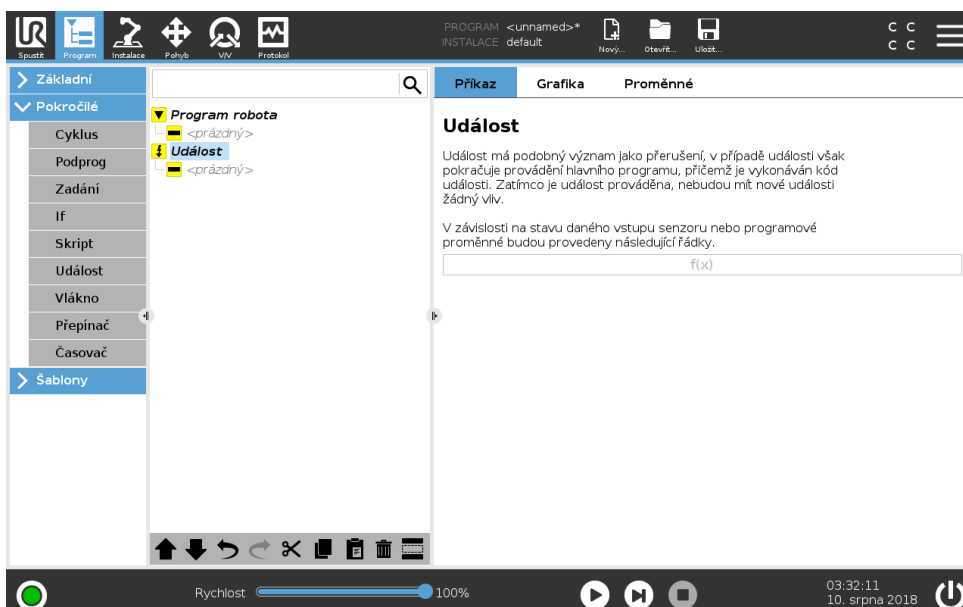 UR
Spustit
Program
Instalace
Pohyb
V/V
Protokol
PROGRAM <unnamed>*
INSTALACE default
Nový...
Otevřít...
Uložit...
C C
C C
Základní
Pokročilé
Cyklus
Podprog
Zadání
If
Skript
Událost
Vlákno
Přepínač
Časovač
Šablony
Program robota
<prázdný>
Událost
<prázdný>
Příkaz Grafika Proměnné
Událost
Událost má podobný význam jako přerušení, v případě události však
pokračuje provádění hlavního programu, přičemž je vykonáván kód
události. Zatímco je událost prováděna, nebudou mít nové události
žádný vliv.
V závislosti na stavu daného vstupu senzoru nebo programové
proměnné budou provedeny následující řádky.
f(x)
Rychlost 100%
03:32:11
10. srpna 2018